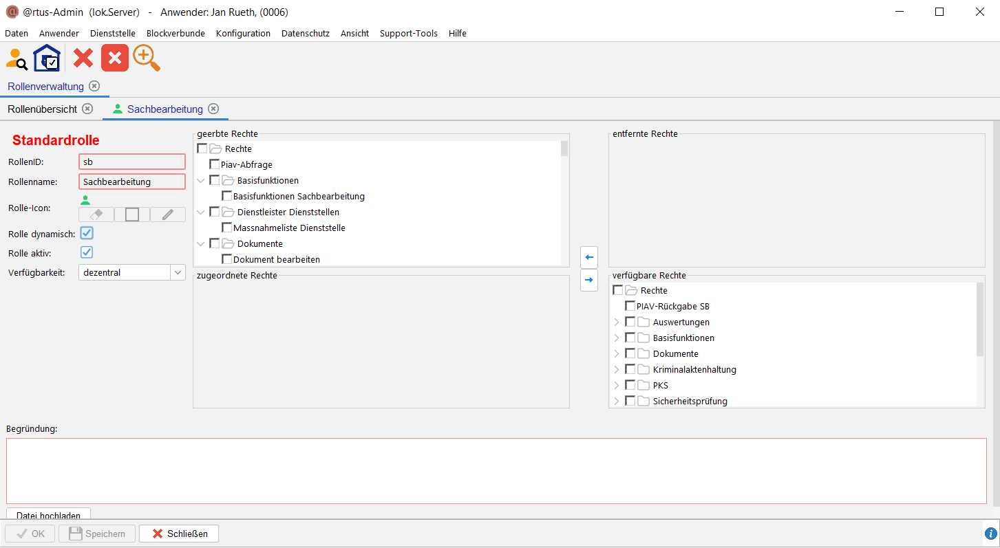 @rtus-Admin (lok.Server) - Anwender: Jan Rueth, (0006)
Daten Anwender Dienststelle Blockverbunde Konfiguration Datenschutz Ansicht Support-Tools Hilfe
Rollenverwaltung
Rollenübersicht Sachbearbeitung
Standardrolle
RollenID: sb
Rollenname: Sachbearbeitung
Rolle-Icon:
Rolle dynamisch:
Rolle aktiv:
Verfügbarkeit: dezentral
geerbte Rechte
Rechte
Piav-Abfrage
Basisfunktionen
Basisfunktionen Sachbearbeitung
Dienstleister Dienststellen
Massnahmeliste Dienststelle
Dokumente
Dokument bearbeiten
zugeordnete Rechte
entfernte Rechte
verfügbare Rechte
Rechte
PIAV-Rückgabe SB
Auswertungen
Basisfunktionen
Dokumente
Kriminalaktenhaltung
PKS
Sicherheitsprüfung
Begründung:
Datei hochladen
OK Speichern Schließen